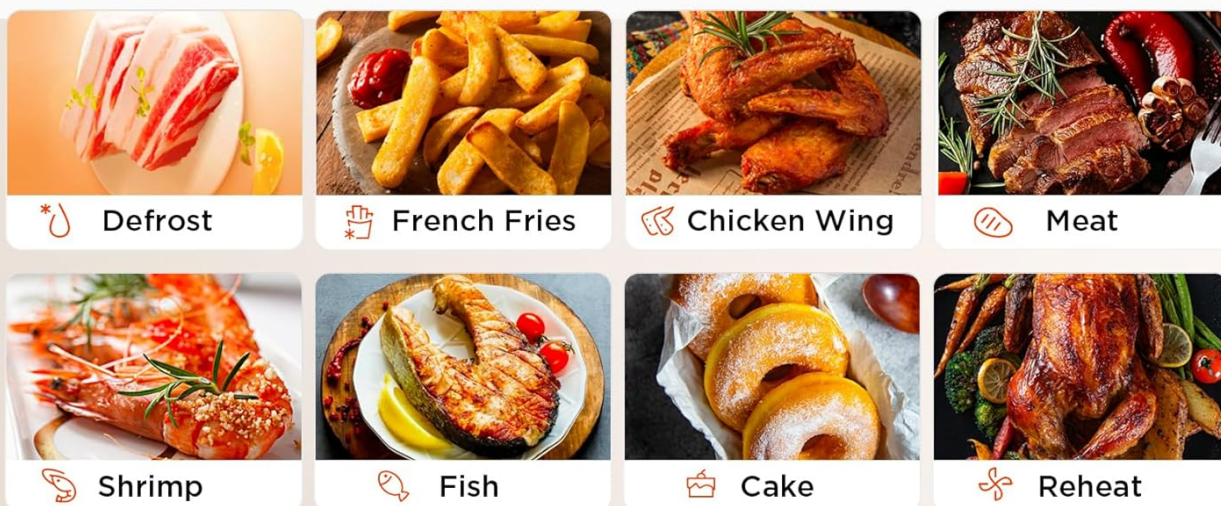 Defrost
French Fries
Chicken Wing
Meat
Shrimp
Fish
Cake
Reheat